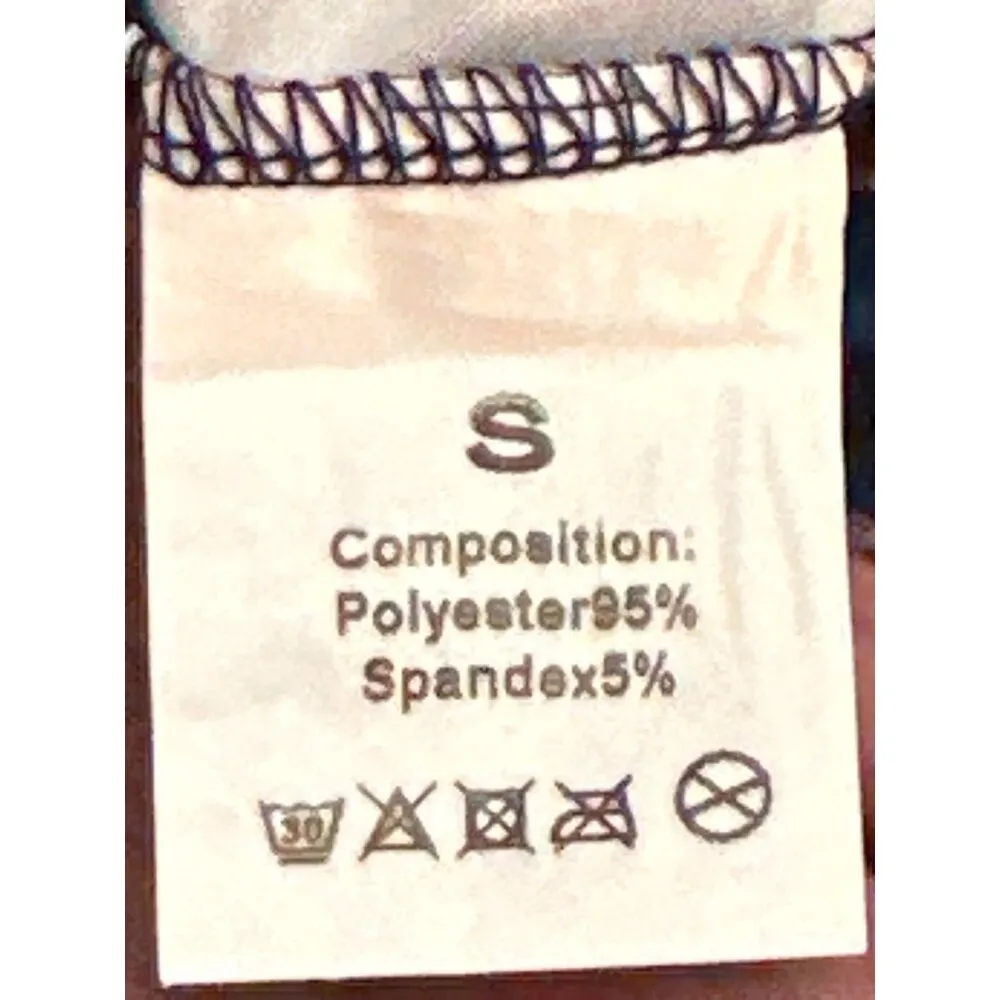 S
Composition:
Polyester95%
Spandex5%
30